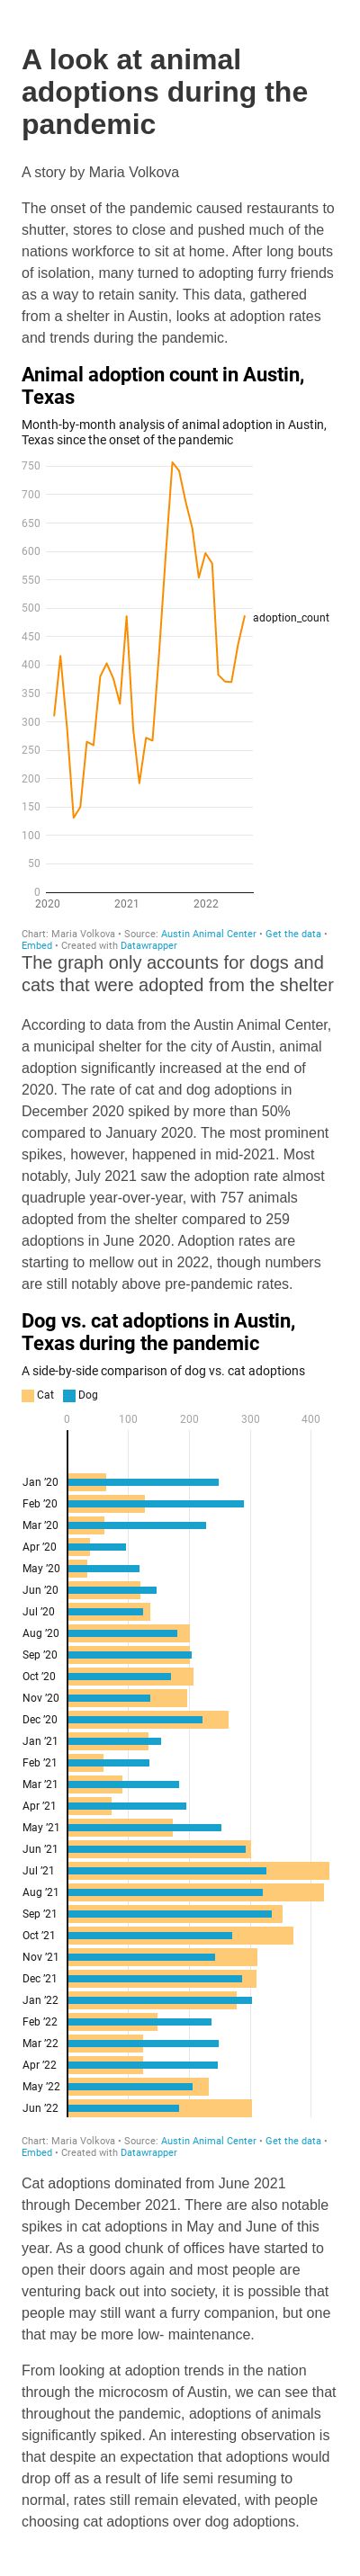 A look at animal
adoptions during the
pandemic
A story by Maria Volkova
The onset of the pandemic caused restaurants to
shutter, stores to close and pushed much of the
nations workforce to sit at home. After long bouts
of isolation, many turned to adopting furry friends
as a way to retain sanity. This data, gathered
from a shelter in Austin, looks at adoption rates
and trends during the pandemic.
Animal adoption count in Austin,
Texas
Month-by-month analysis of animal adoption in Austin,
Texas since the onset of the pandemic
750
700
650
600
550
500
adoption_count
450
400
350
300
250
200
150
100
50
0
2020 2021 2022
Chart: Maria Volkova • Source: Austin Animal Center • Get the data •
Embed • Created with Datawrapper
The graph only accounts for dogs and
cats that were adopted from the shelter
According to data from the Austin Animal Center,
a municipal shelter for the city of Austin, animal
adoption significantly increased at the end of
2020. The rate of cat and dog adoptions in
December 2020 spiked by more than 50%
compared to January 2020. The most prominent
spikes, however, happened in mid-2021. Most
notably, July 2021 saw the adoption rate almost
quadruple year-over-year, with 757 animals
adopted from the shelter compared to 259
adoptions in June 2020. Adoption rates are
starting to mellow out in 2022, though numbers
are still notably above pre-pandemic rates.
Dog vs. cat adoptions in Austin,
Texas during the pandemic
A side-by-side comparison of dog vs. cat adoptions
Cat Dog
0 100 200 300 400
Jan ’20
Feb ’20
Mar ’20
Apr ’20
May ’20
Jun ’20
Jul ’20
Aug ’20
Sep ’20
Oct ’20
Nov ’20
Dec ’20
Jan ’21
Feb ’21
Mar ’21
Apr ’21
May ’21
Jun ’21
Jul ’21
Aug ’21
Sep ’21
Oct ’21
Nov ’21
Dec ’21
Jan ’22
Feb ’22
Mar ’22
Apr ’22
May ’22
Jun ’22
Chart: Maria Volkova • Source: Austin Animal Center • Get the data •
Embed • Created with Datawrapper
Cat adoptions dominated from June 2021
through December 2021. There are also notable
spikes in cat adoptions in May and June of this
year. As a good chunk of offices have started to
open their doors again and most people are
venturing back out into society, it is possible that
people may still want a furry companion, but one
that may be more low- maintenance.
From looking at adoption trends in the nation
through the microcosm of Austin, we can see that
throughout the pandemic, adoptions of animals
significantly spiked. An interesting observation is
that despite an expectation that adoptions would
drop off as a result of life semi resuming to
normal, rates still remain elevated, with people
choosing cat adoptions over dog adoptions.